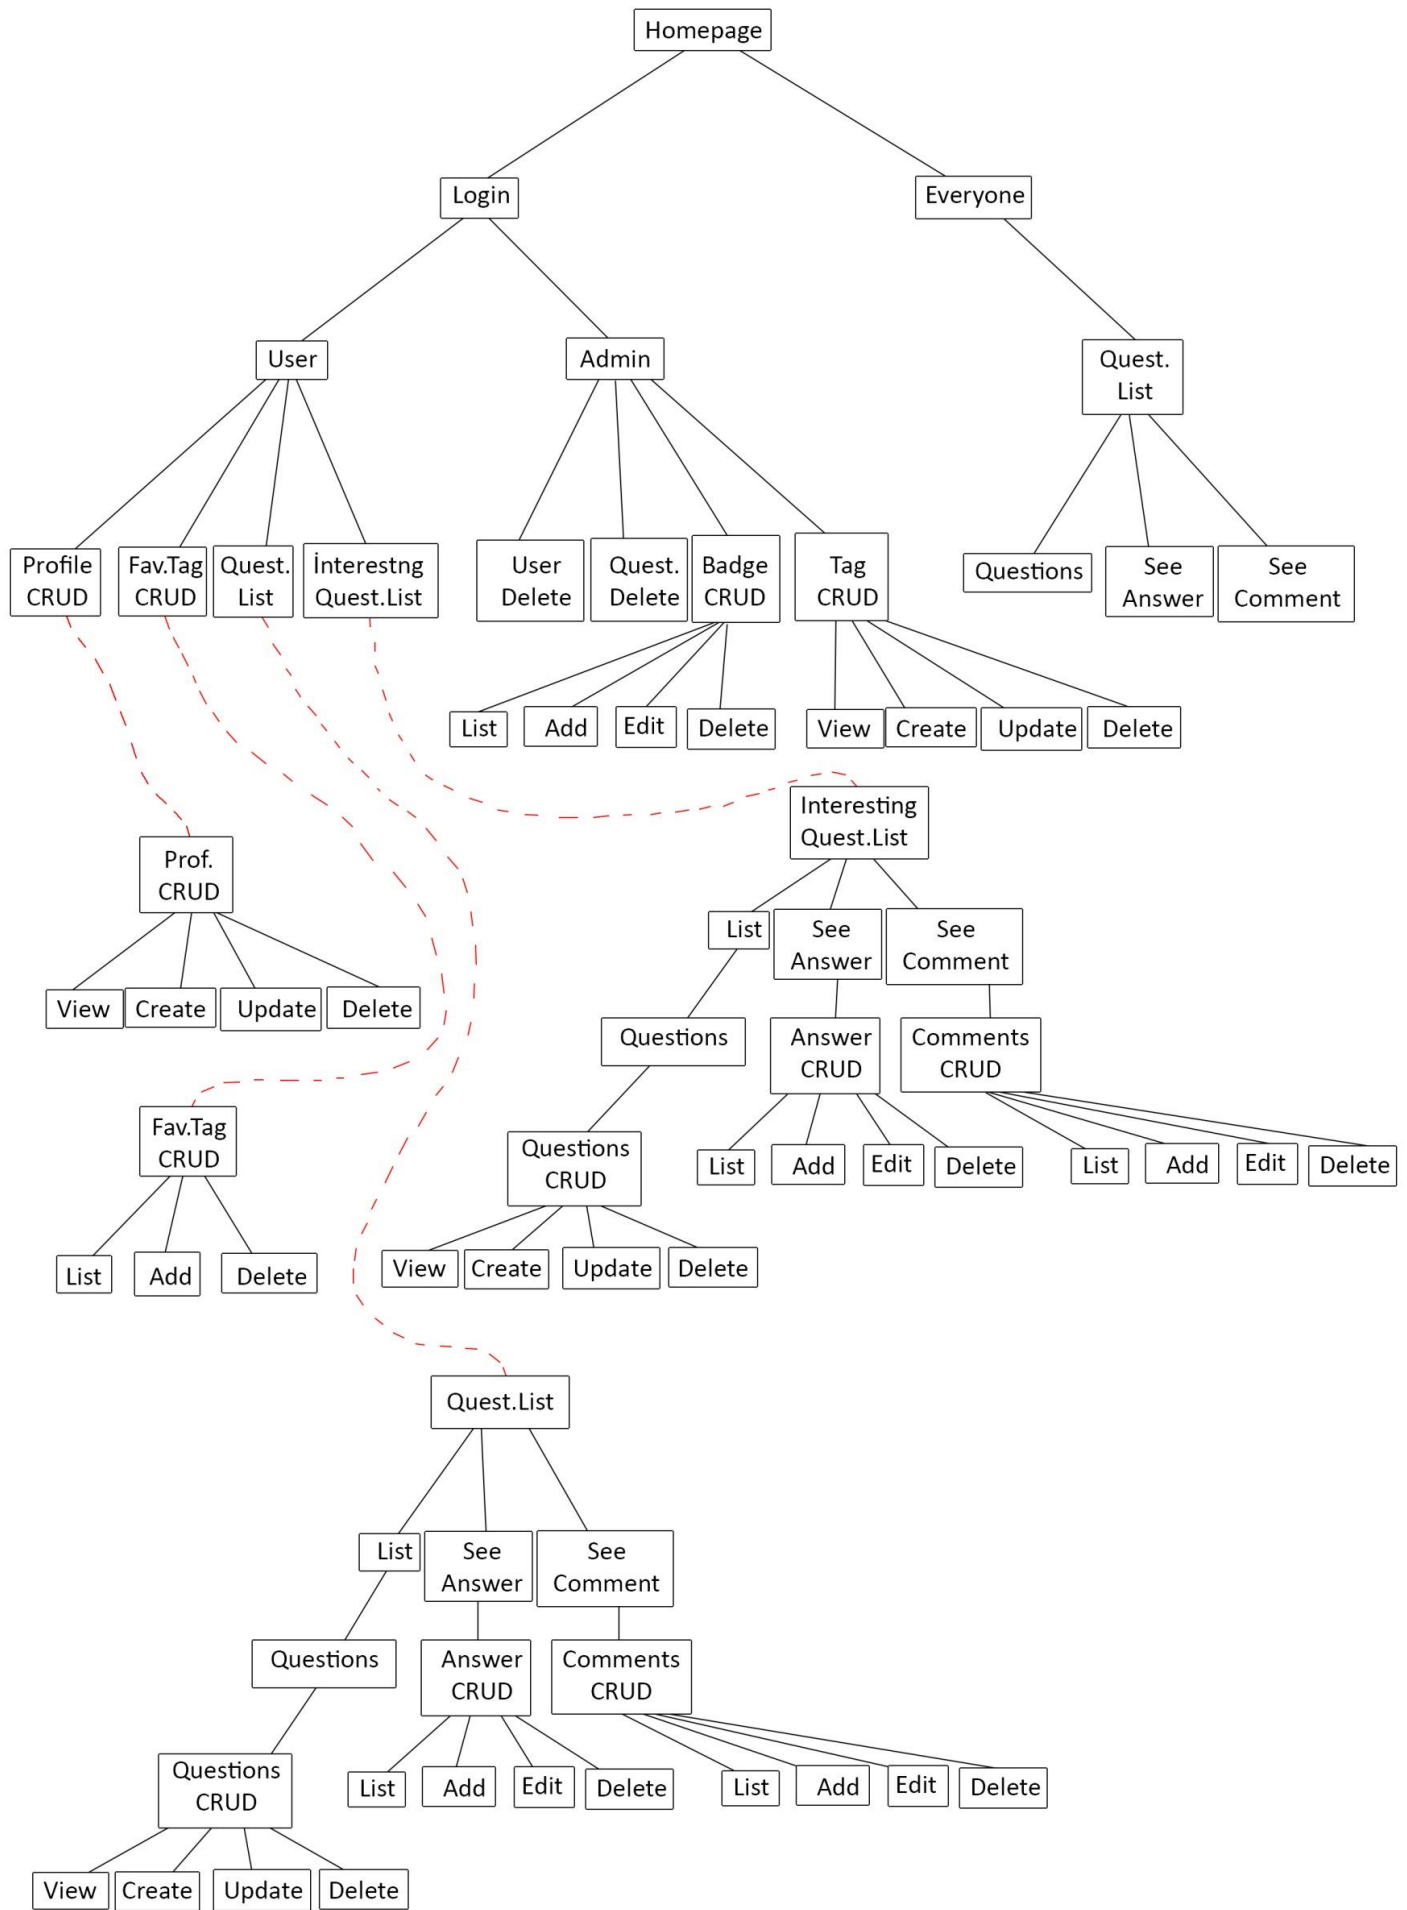 Homepage
Login
Everyone
User
Admin
Quest.
List
Profile
CRUD
Fav.Tag
CRUD
Quest.
List
İnterestng
Quest.List
User
Delete
Quest.
Delete
Badge
CRUD
Tag
CRUD
Questions
See
Answer
See
Comment
List
Add
Edit
Delete
View
Create
Update
Delete
Interesting
Quest.List
Prof.
CRUD
List
See
Answer
See
Comment
View
Create
Update
Delete
Questions
Answer
CRUD
Comments
CRUD
Fav.Tag
CRUD
Questions
CRUD
List
Add
Edit
Delete
List
Add
Edit
Delete
List
Add
Delete
View
Create
Update
Delete
Quest.List
List
See
Answer
See
Comment
Questions
Answer
CRUD
Comments
CRUD
Questions
CRUD
List
Add
Edit
Delete
List
Add
Edit
Delete
View
Create
Update
Delete